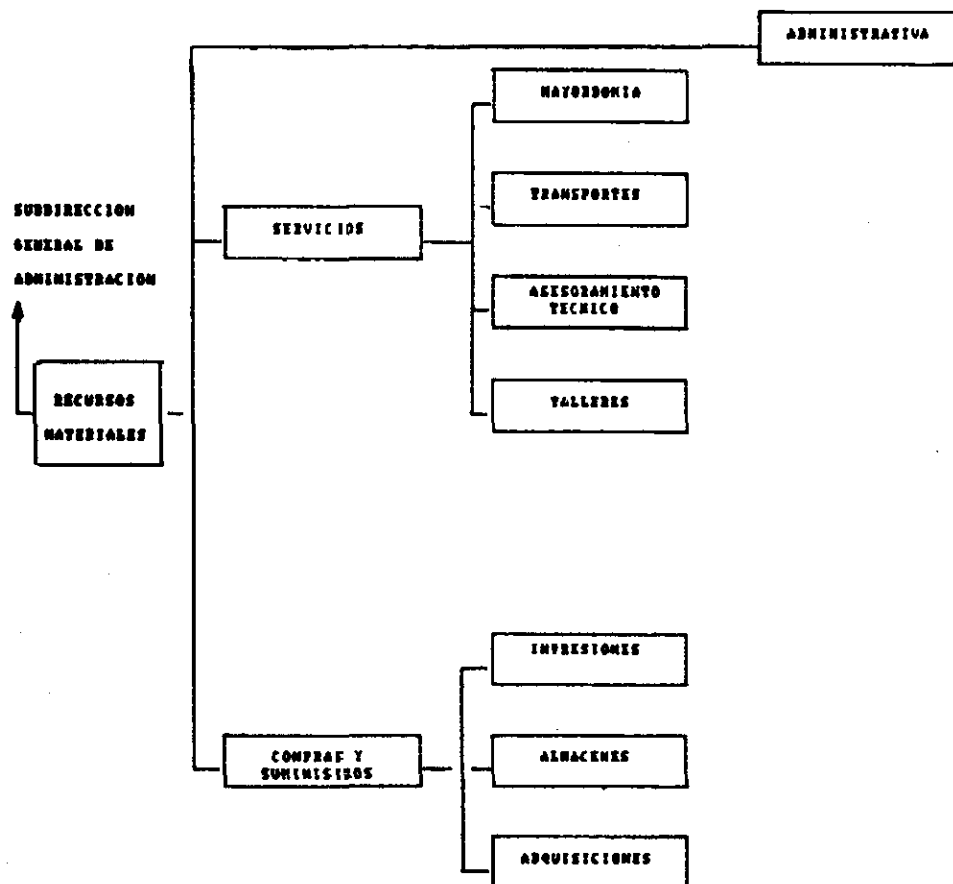 ADMINISTRATIVA
MAYORDOMIA
TRANSPORTES
SUBDIRECCION
GENERAL DE
ADMINISTRACION
SERVICIOS
ASESORAMIENTO
TECNICO
RECURSOS
MATERIALES
TALLERES
IMPRESIONES
COMPRAS Y
SUMINISTROS
ALMACENES
ADQUISICIONES